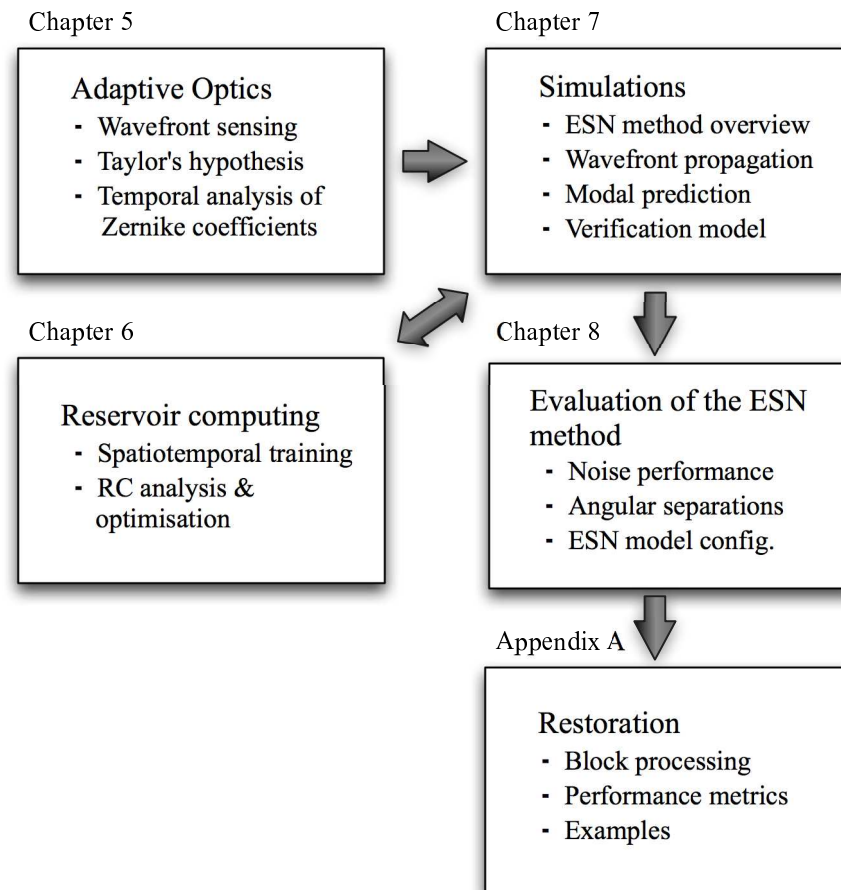 Chapter 5
Adaptive Optics
- Wavefront sensing
- Taylor's hypothesis
- Temporal analysis of
Zernike coefficients
Chapter 7
Simulations
- ESN method overview
- Wavefront propagation
- Modal prediction
- Verification model
Chapter 6
Reservoir computing
- Spatiotemporal training
- RC analysis &
optimisation
Chapter 8
Evaluation of the ESN
method
- Noise performance
- Angular separations
- ESN model config.
Appendix A
Restoration
- Block processing
- Performance metrics
- Examples